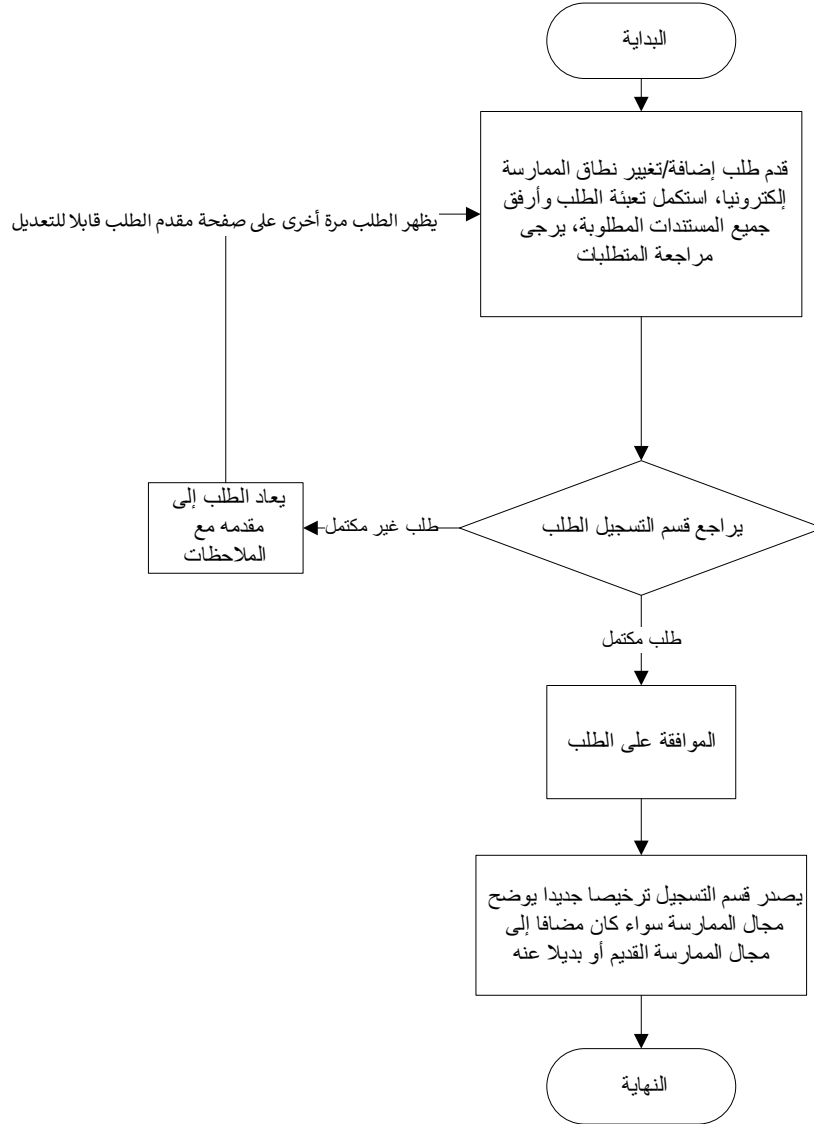 البداية
قدم طلب إضافة/تغيير نطاق الممارسة
إلكترونيا، استكمل تعبئة الطلب وأرفق
جميع المستندات المطلوبة، يرجى
مراجعة المتطلبات
يظهر الطلب مرة أخرى على صفحة مقدم الطلب قابلا للتعديل
يراجع قسم التسجيل الطلب
طلب غير مكتمل
يعاد الطلب إلى
مقدمه مع
الملاحظات
طلب مكتمل
الموافقة على الطلب
يصدر قسم التسجيل ترخيصا جديدا يوضح
مجال الممارسة سواء كان مضافا إلى
مجال الممارسة القديم أو بديلا عنه
النهاية